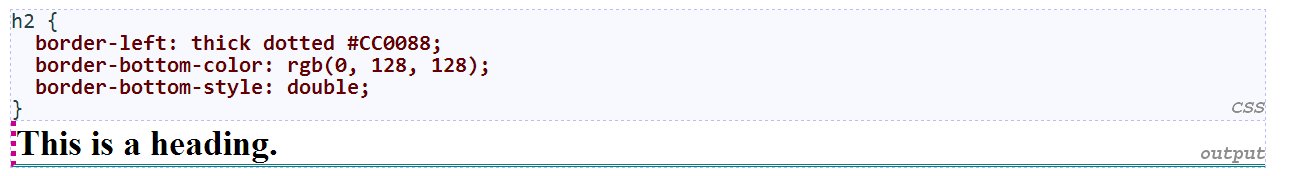 h2 {
  border-left: thick dotted #CC0088;
  border-bottom-color: rgb(0, 128, 128);
  border-bottom-style: double;
}
CSS
This is a heading.
output